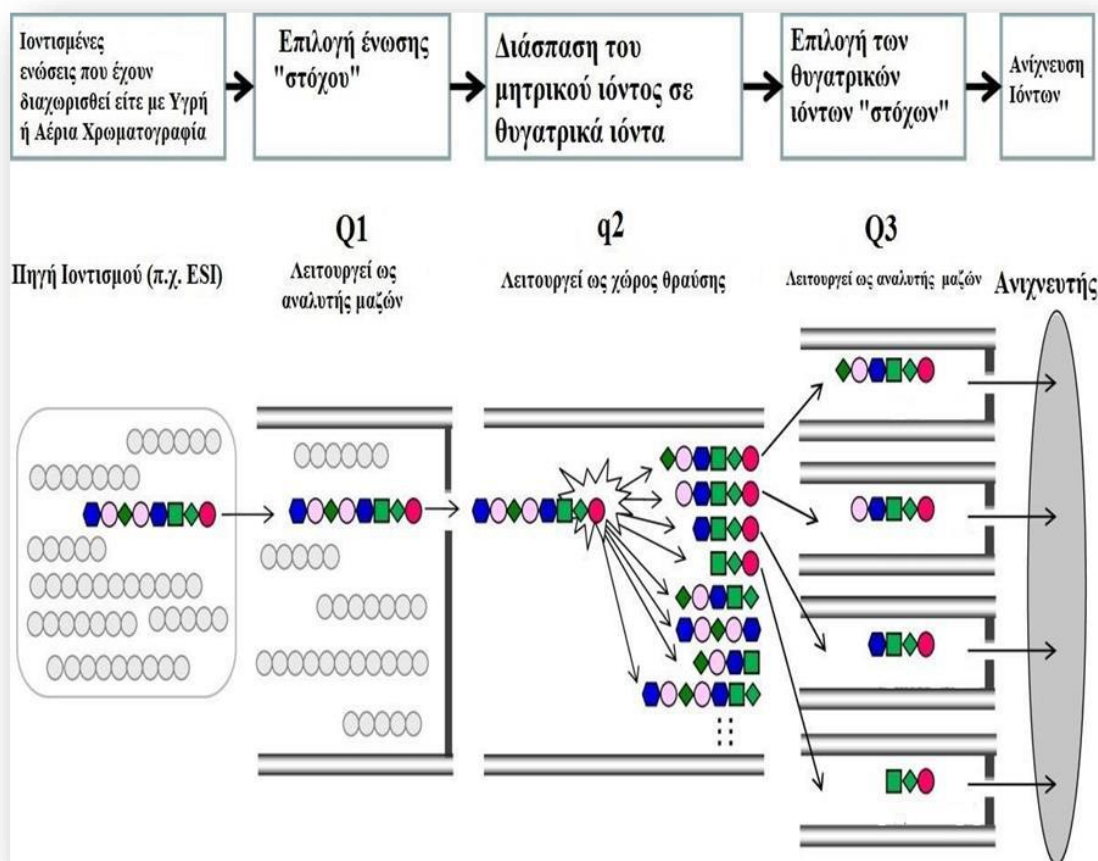 Ιοντισμένες
ενώσεις που έχουν
διαχωρισθεί είτε με Υγρή
ή Αέρια Χρωματογραφία
Επιλογή ένωσης
"στόχου"
Διάσπαση του
μητρικού ιόντος σε
θυγατρικά ιόντα
Επιλογή των
θυγατρικών
ιόντων "στόχων"
Ανίχνευση
Ιόντων
Πηγή Ιοντισμού (π.χ. ESI)
Q1
Λειτουργεί ως
αναλυτής μαζών
q2
Λειτουργεί ως χώρος θραύσης
Q3
Λειτουργεί ως αναλυτής μαζών
Ανιχνευτής